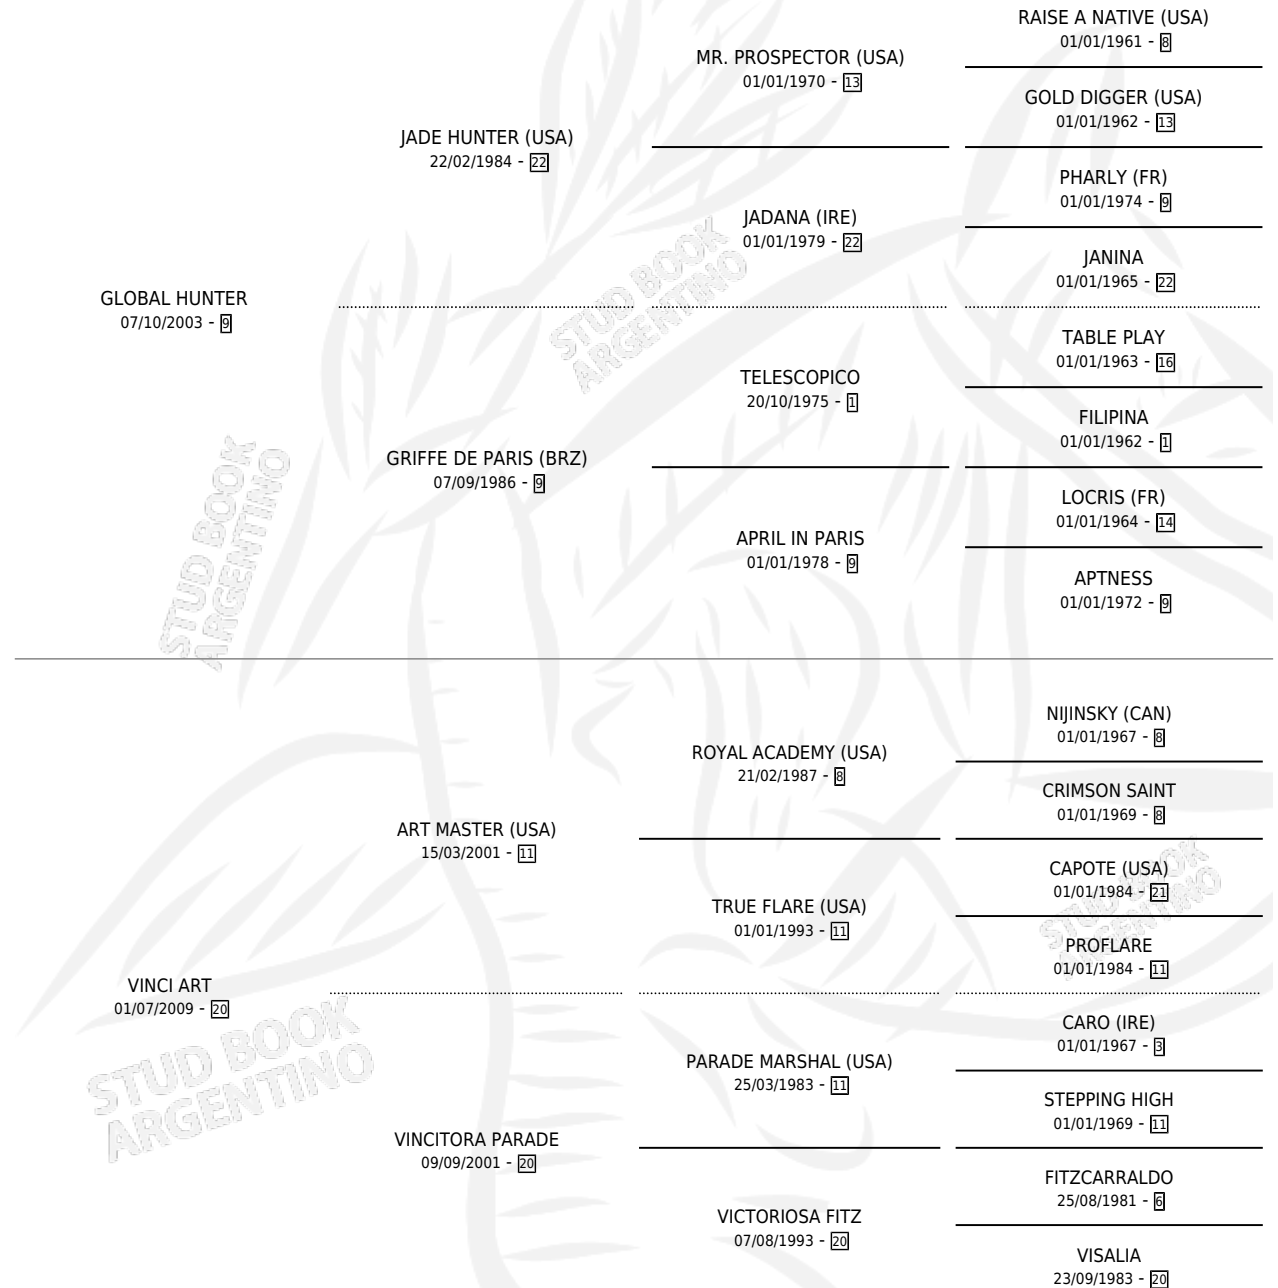 RAISE A NATIVE (USA)
01/01/1961 - 8
MR. PROSPECTOR (USA)
01/01/1970 - 13
GOLD DIGGER (USA)
01/01/1962 - 13
JADE HUNTER (USA)
22/02/1984 - 22
PHARLY (FR)
01/01/1974 - 9
JADANA (IRE)
01/01/1979 - 22
JANINA
01/01/1965 - 22
GLOBAL HUNTER
07/10/2003 - 9
TABLE PLAY
01/01/1963 - 16
TELESCOPICO
20/10/1975 - 1
FILIPINA
01/01/1962 - 1
GRIFFE DE PARIS (BRZ)
07/09/1986 - 9
LOCRIS (FR)
01/01/1964 - 14
APRIL IN PARIS
01/01/1978 - 9
APTNESS
01/01/1972 - 9
NIJINSKY (CAN)
01/01/1967 - 8
ROYAL ACADEMY (USA)
21/02/1987 - 8
CRIMSON SAINT
01/01/1969 - 8
ART MASTER (USA)
15/03/2001 - 11
CAPOTE (USA)
01/01/1984 - 21
TRUE FLARE (USA)
01/01/1993 - 11
PROFLARE
01/01/1984 - 11
VINCI ART
01/07/2009 - 20
CARO (IRE)
01/01/1967 - 3
PARADE MARSHAL (USA)
25/03/1983 - 11
STEPPING HIGH
01/01/1969 - 11
VINCITORA PARADE
09/09/2001 - 20
FITZCARRALDO
25/08/1981 - 6
VICTORIOSA FITZ
07/08/1993 - 20
VISALIA
23/09/1983 - 20
STUD BOOK
ARGENTINO
STUD BOOK
ARGENTINO
STUD BOOK
ARGENTINO
STUD BOOK
ARGENTINO